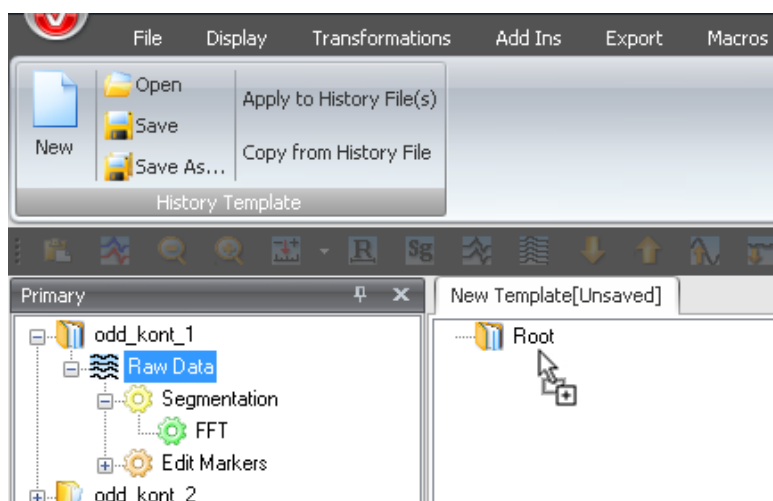 File Display Transformations Add Ins Export Macros
New
Open
Save
Save As...
Apply to History File(s)
Copy from History File
History Template
R Sg
Primary
odd_kont_1
Raw Data
Segmentation
FFT
Edit Markers
odd_kont_2
New Template[Unsaved]
Root